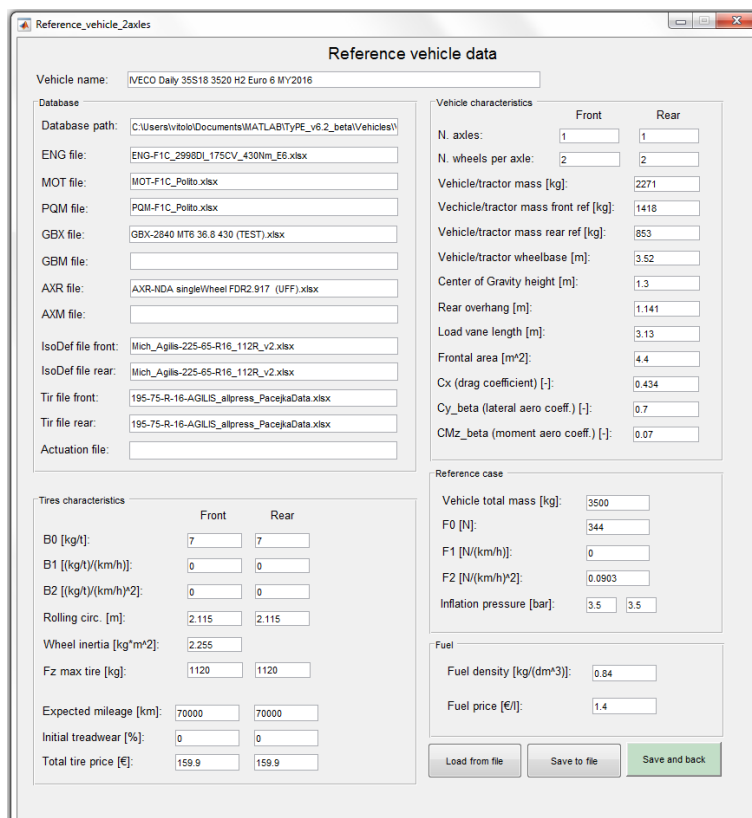 Reference_vehicle_2axles
Reference vehicle data
Vehicle name: IVECO Daily 35S18 3520 H2 Euro 6 MY2016
Database
Database path: C:\Users\vitolo\Documents\MATLAB\TyPE_v6.2_beta\Vehicles\
ENG file: ENG-F1C_2998DI_175CV_430Nm_E6.xlsx
MOT file: MOT-F1C_Polito.xlsx
PQM file: PQM-F1C_Polito.xlsx
GBX file: GBX-2840 MT6 36.8 430 (TEST).xlsx
GBM file:
AXR file: AXR-NDA singleWheel FDR2.917 (UFF).xlsx
AXM file:
IsoDef file front: Mich_Agilis-225-65-R16_112R_v2.xlsx
IsoDef file rear: Mich_Agilis-225-65-R16_112R_v2.xlsx
Tir file front: 195-75-R-16-AGILIS_allpress_PacejkaData.xlsx
Tir file rear: 195-75-R-16-AGILIS_allpress_PacejkaData.xlsx
Actuation file:
Tires characteristics
Front Rear
B0 [kg/t]: 7 7
B1 [(kg/t)/(km/h)]: 0 0
B2 [(kg/t)/(km/h)^2]: 0 0
Rolling circ. [m]: 2.115 2.115
Wheel inertia [kg*m^2]: 2.255
Fz max tire [kg]: 1120 1120
Expected mileage [km]: 70000 70000
Initial treadwear [%]: 0 0
Total tire price [€]: 159.9 159.9
Vehicle characteristics
Front Rear
N. axles: 1 1
N. wheels per axle: 2 2
Vehicle/tractor mass [kg]: 2271
Vechicle/tractor mass front ref [kg]: 1418
Vehicle/tractor mass rear ref [kg]: 853
Vehicle/tractor wheelbase [m]: 3.52
Center of Gravity height [m]: 1.3
Rear overhang [m]: 1.141
Load vane length [m]: 3.13
Frontal area [m^2]: 4.4
Cx (drag coefficient) [-]: 0.434
Cy_beta (lateral aero coeff.) [-]: 0.7
CMz_beta (moment aero coeff.) [-]: 0.07
Reference case
Vehicle total mass [kg]: 3500
F0 [N]: 344
F1 [N/(km/h)]: 0
F2 [N/(km/h)^2]: 0.0903
Inflation pressure [bar]: 3.5 3.5
Fuel
Fuel density [kg/(dm^3)]: 0.84
Fuel price [€/l]: 1.4
Load from file Save to file Save and back